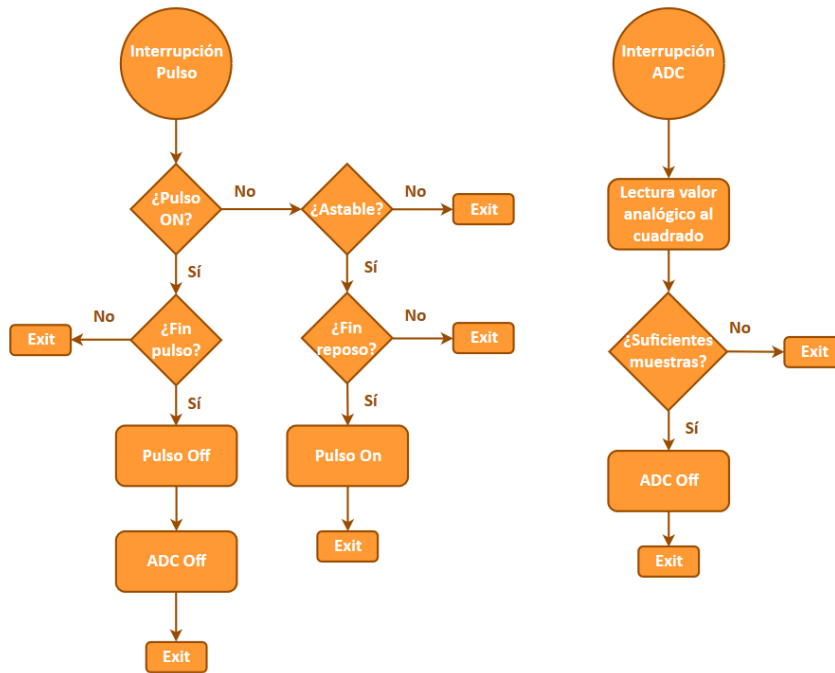 Interrupción
Pulso
¿Pulso
ON?
No
¿Astable?
No
Exit
Sí
Sí
No
Exit
¿Fin
pulso?
¿Fin
reposo?
No
Exit
Sí
Sí
Pulso Off
Pulso On
ADC Off
Exit
Exit
Interrupción
ADC
Lectura valor
analógico al
cuadrado
¿Suficientes
muestras?
No
Exit
Sí
ADC Off
Exit